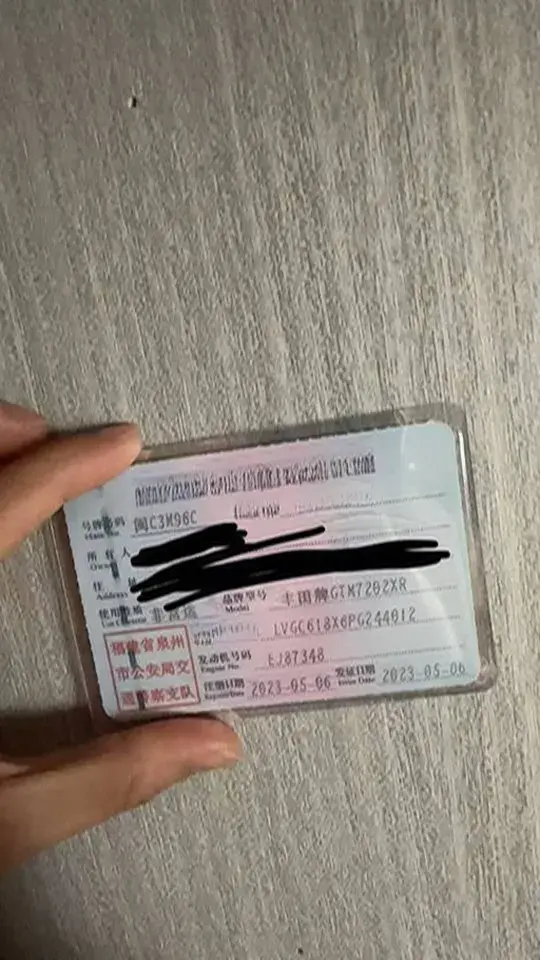 号牌号码 闽C3M96C
所有人
Owner
住 址
Address
使用性质 非营运 品牌型号 丰田牌GTM7202XR
Use Character Model
LVGC618X6PG244012
发动机号码 EJ87348
Engine No.
注册日期 2023-05-06 发证日期 2023-05-06
Register Date Issue Date
福建省泉州
市公安局交
通警察支队